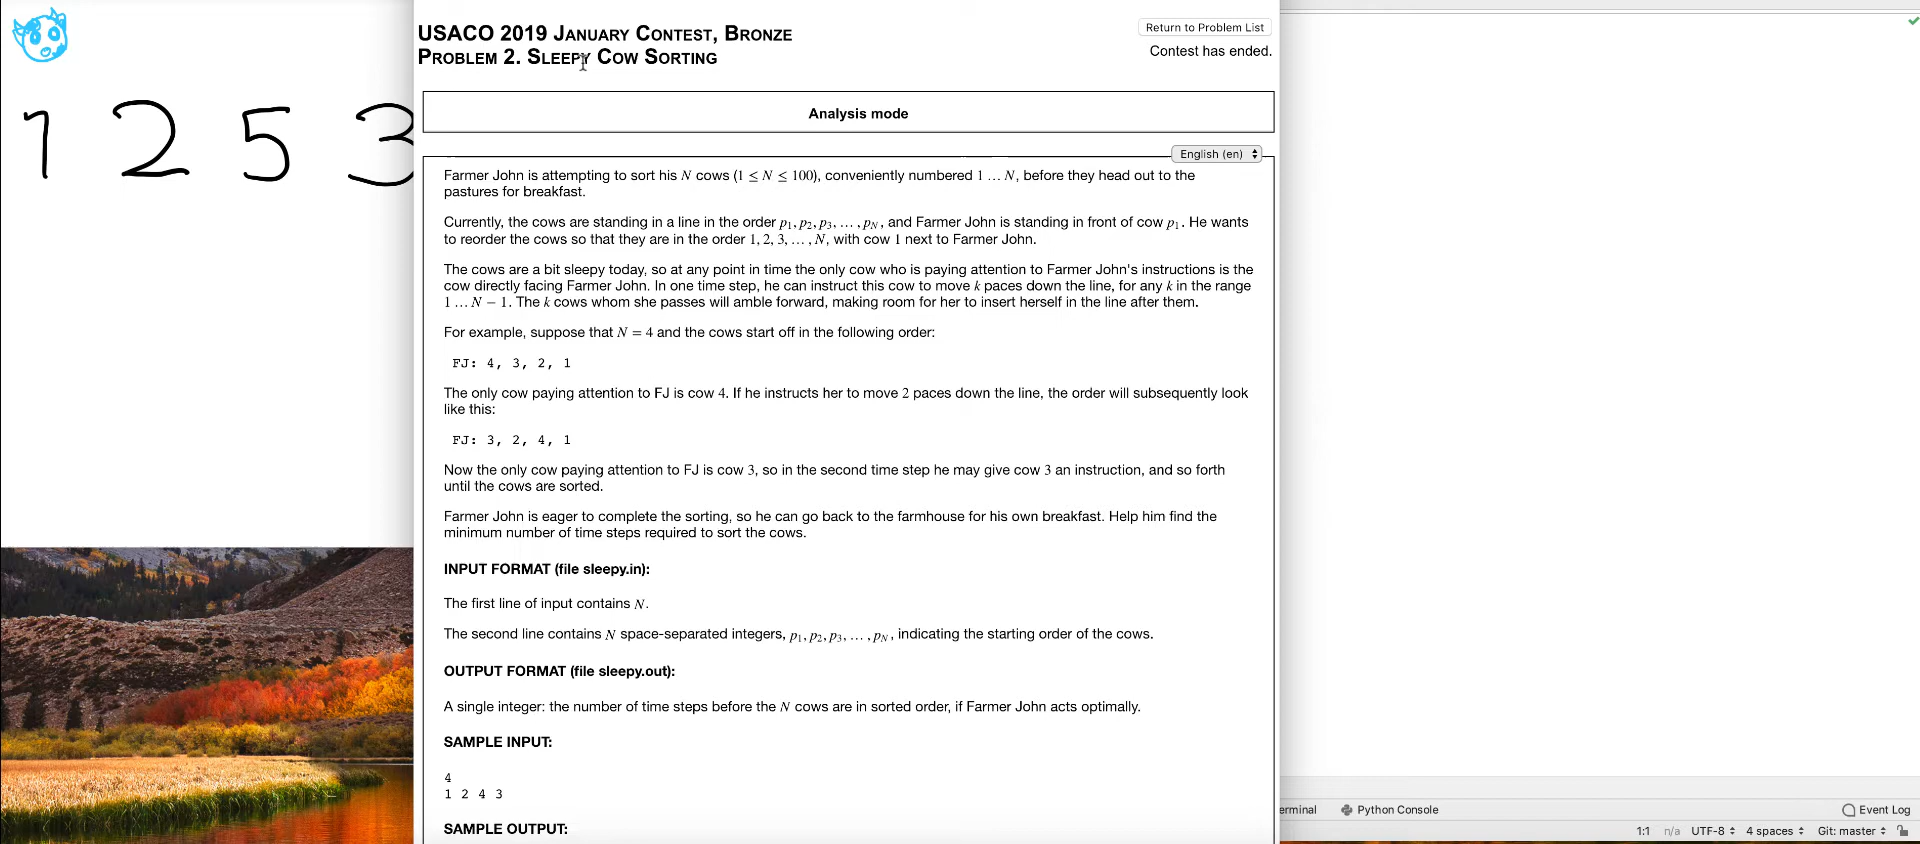 1 2 5 3
USACO 2019 January Contest, Bronze
Problem 2. Sleepy Cow Sorting
Return to Problem List
Contest has ended.
Analysis mode
English (en)
Farmer John is attempting to sort his N cows (1 ≤ N ≤ 100), conveniently numbered 1 … N, before they head out to the
pastures for breakfast.
Currently, the cows are standing in a line in the order p₁, p₂, p₃, … , p_N, and Farmer John is standing in front of cow p₁. He wants
to reorder the cows so that they are in the order 1, 2, 3, … , N, with cow 1 next to Farmer John.
The cows are a bit sleepy today, so at any point in time the only cow who is paying attention to Farmer John's instructions is the
cow directly facing Farmer John. In one time step, he can instruct this cow to move k paces down the line, for any k in the range
1 … N − 1. The k cows whom she passes will amble forward, making room for her to insert herself in the line after them.
For example, suppose that N = 4 and the cows start off in the following order:
FJ: 4, 3, 2, 1
The only cow paying attention to FJ is cow 4. If he instructs her to move 2 paces down the line, the order will subsequently look
like this:
FJ: 3, 2, 4, 1
Now the only cow paying attention to FJ is cow 3, so in the second time step he may give cow 3 an instruction, and so forth
until the cows are sorted.
Farmer John is eager to complete the sorting, so he can go back to the farmhouse for his own breakfast. Help him find the
minimum number of time steps required to sort the cows.
INPUT FORMAT (file sleepy.in):
The first line of input contains N.
The second line contains N space-separated integers, p₁, p₂, p₃, … , p_N, indicating the starting order of the cows.
OUTPUT FORMAT (file sleepy.out):
A single integer: the number of time steps before the N cows are in sorted order, if Farmer John acts optimally.
SAMPLE INPUT:
4
1 2 4 3
SAMPLE OUTPUT:
erminal Python Console Event Log
1:1 n/a UTF-8 4 spaces Git: master